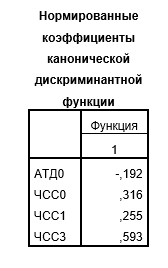 Нормированные
коэффициенты
канонической
дискриминантной
функции
Функция
1
АТД0 -,192
ЧСС0 ,316
ЧСС1 ,255
ЧСС3 ,593